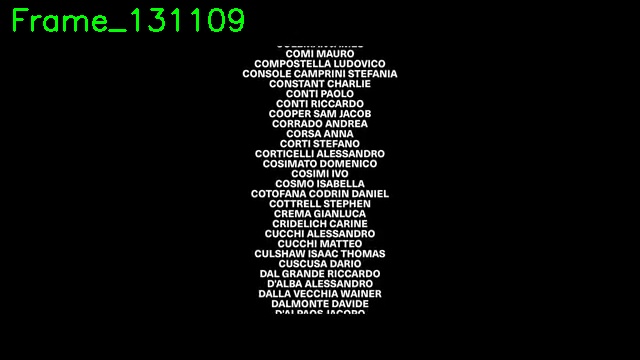 Frame_131109
COMI MAURO
COMPOSTELLA LUDOVICO
CONSOLE CAMPRINI STEFANIA
CONSTANT CHARLIE
CONTI PAOLO
CONTI RICCARDO
COOPER SAM JACOB
CORRADO ANDREA
CORSA ANNA
CORTI STEFANO
CORTICELLI ALESSANDRO
COSIMATO DOMENICO
COSIMI IVO
COSMO ISABELLA
COTOFANA CODRIN DANIEL
COTTRELL STEPHEN
CREMA GIANLUCA
CRIDELICH CARINE
CUCCHI ALESSANDRO
CUCCHI MATTEO
CULSHAW ISAAC THOMAS
CUSCUSA DARIO
DAL GRANDE RICCARDO
D'ALBA ALESSANDRO
DALLA VECCHIA WAINER
DALMONTE DAVIDE